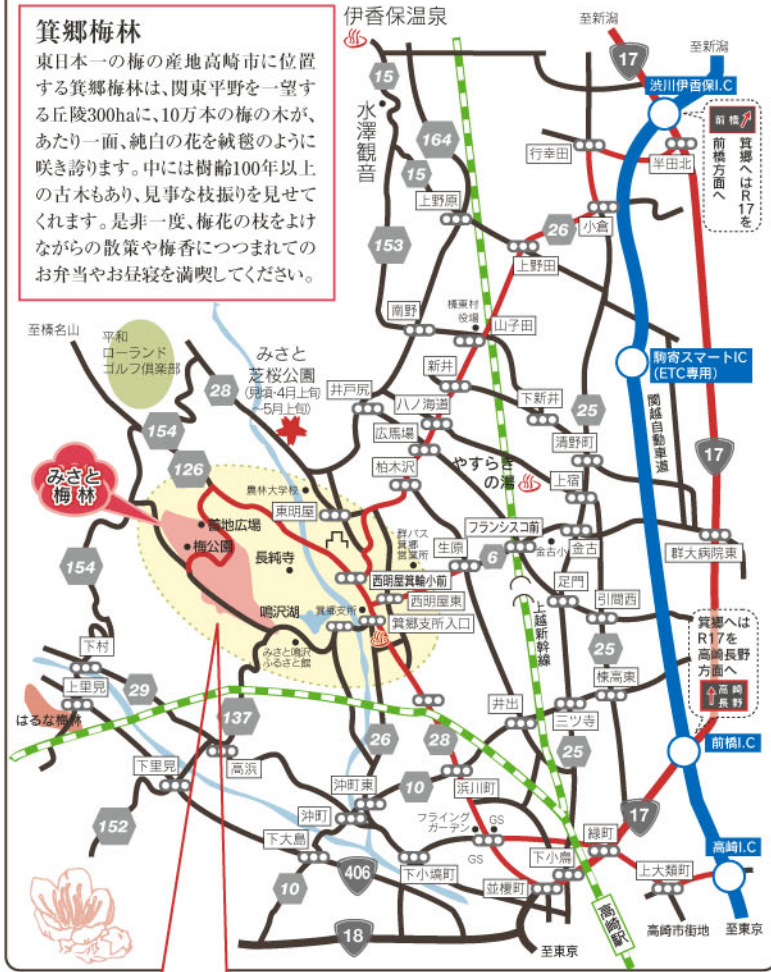 箕郷梅林
東日本一の梅の産地高崎市に位置
する箕郷梅林は、関東平野を一望す
る丘陵300haに、10万本の梅の木が、
あたり一面、純白の花を絨毯のように
咲き誇ります。中には樹齢100年以上
の古木もあり、見事な枝振りを見せて
くれます。是非一度、梅花の枝をよけ
ながらの散策や梅香につつまれての
お弁当やお昼寝を満喫してください。
伊香保温泉
至新潟
17
至新潟
渋川伊香保I.C
15
水澤観音
164
15
行幸田
半田北
前橋
箕郷へはR17を
前橋方面へ
上野原
小倉
26
上野田
153
南野
榛東村
役場
山子田
駒寄スマートIC
(ETC専用)
至榛名山
平和
ローランド
ゴルフ倶楽部
28
みさと
芝桜公園
(見頃・4月上旬
~5月上旬)
新井
井戸尻
八ノ海道
下新井
25
関越自動車道
広馬場
清野町
17
154
126
柏木沢
やすらぎ
の湯
上宿
みさと
梅林
農林大学校
東明屋
群バス
箕郷
営業所
フランシスコ前
生原
6
金古小
金古
群大病院東
善地広場
梅公園
長純寺
西明屋箕輪小前
西明屋東
足門
引間西
154
鳴沢湖
箕郷支所
箕郷支所入口
上越新幹線
25
箕郷へは
R17を
高崎長野
方面へ
高崎
長野
みさと鳴沢
ふるさと館
下村
上里見
29
はるな梅林
137
棟高東
井出
三ツ寺
26
28
25
前橋I.C
高浜
下里見
沖町東
10
浜川町
沖町
152
フライング
ガーデン
GS
GS
17
緑町
下大島
406
下小塙町
下小鳥
高崎I.C
上大類町
10
並榎町
18
高崎駅
高崎市街地
至東京
至東京